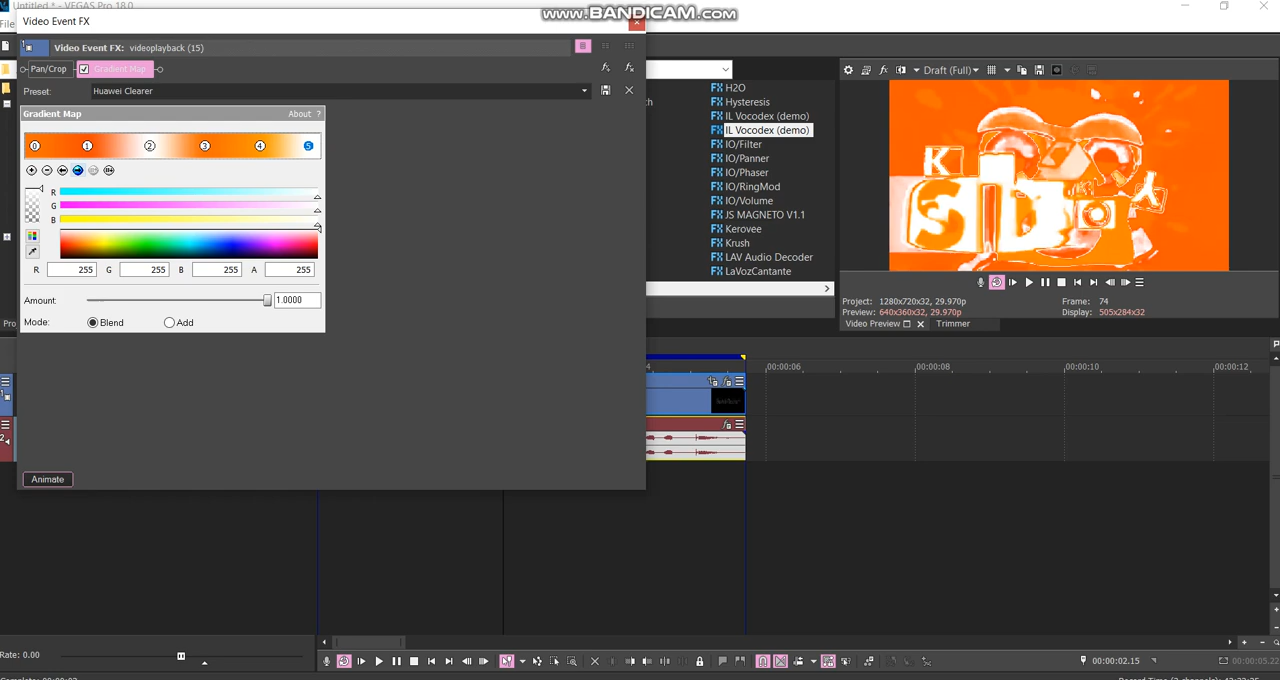 Untitled * - VEGAS Pro 18.0
www.BANDICAM.com
File
Video Event FX
Video Event FX: videoplayback (15)
Pan/Crop
Gradient Map
Preset:
Huawei Clearer
Gradient Map
About ?
0
1
2
3
4
5
R
G
B
R 255
G 255
B 255
A 255
Amount
1.0000
Mode:
Blend
Add
Animate
FX H2O
FX Hysteresis
FX IL Vocodex (demo)
FX IL Vocodex (demo)
FX IO/Filter
FX IO/Panner
FX IO/Phaser
FX IO/RingMod
FX IO/Volume
FX JS MAGNETO V1.1
FX Kerovee
FX Krush
FX LAV Audio Decoder
FX LaVozCantante
Draft (Full)
Project: 1280x720x32, 29.970p
Preview: 640x360x32, 29.970p
Frame: 74
Display: 505x284x32
Video Preview
Trimmer
00:00:06
00:00:08
00:00:10
00:00:12
Rate: 0.00
00:00:02.15
00:00:05.22